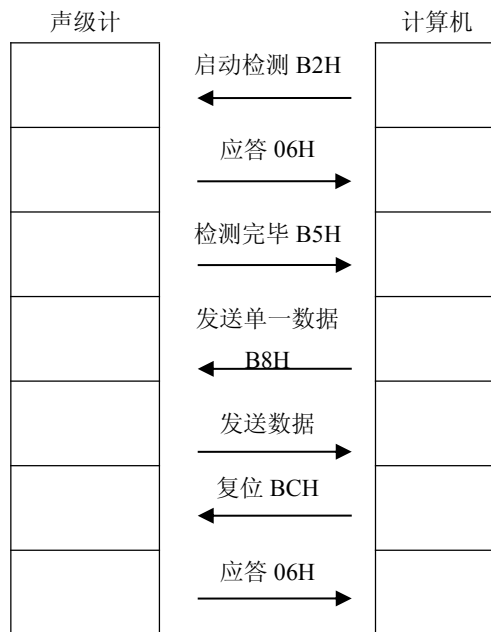 声级计
计算机
启动检测 B2H
应答 06H
检测完毕 B5H
发送单一数据
B8H
发送数据
复位 BCH
应答 06H